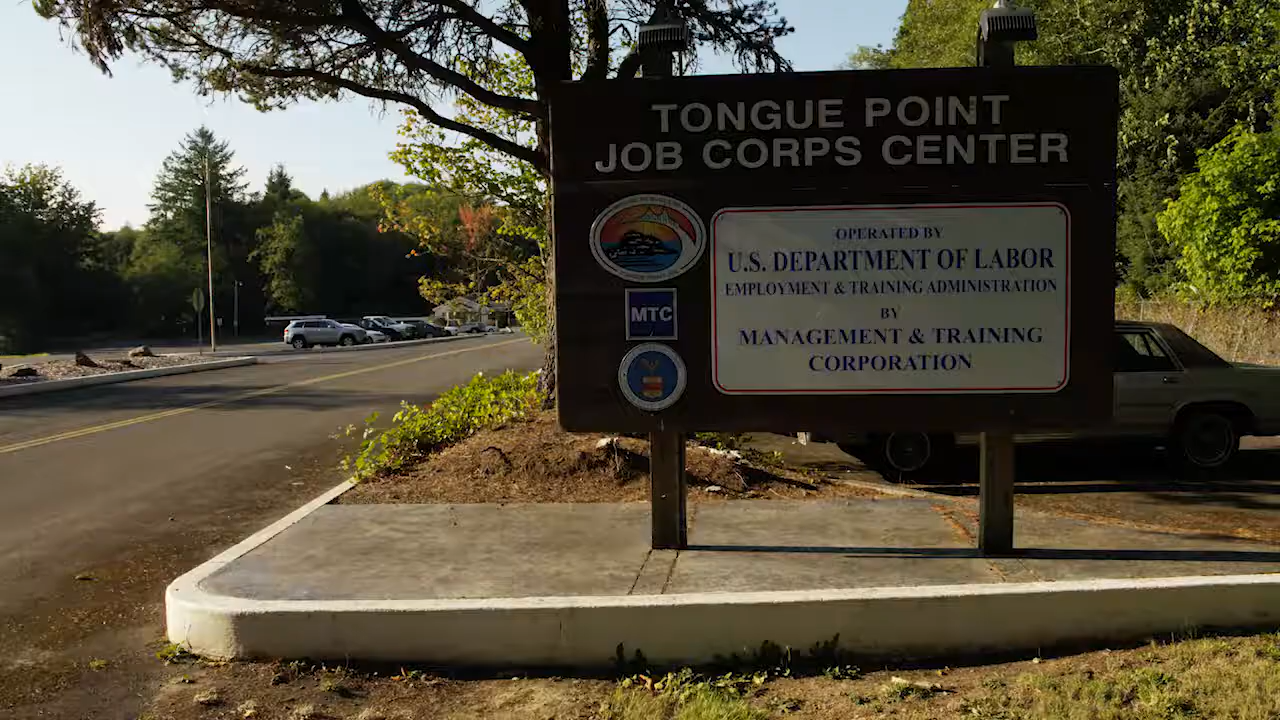 TONGUE POINT
JOB CORPS CENTER
OPERATED BY
U.S. DEPARTMENT OF LABOR
EMPLOYMENT & TRAINING ADMINISTRATION
BY
MANAGEMENT & TRAINING
CORPORATION
MTC